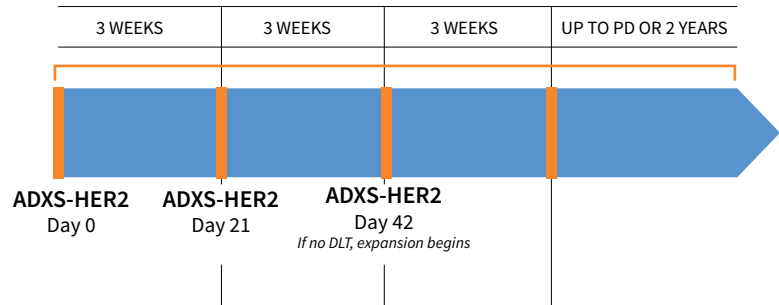 3 WEEKS
3 WEEKS
3 WEEKS
UP TO PD OR 2 YEARS
ADXS-HER2
Day 0
ADXS-HER2
Day 21
ADXS-HER2
Day 42
If no DLT, expansion begins